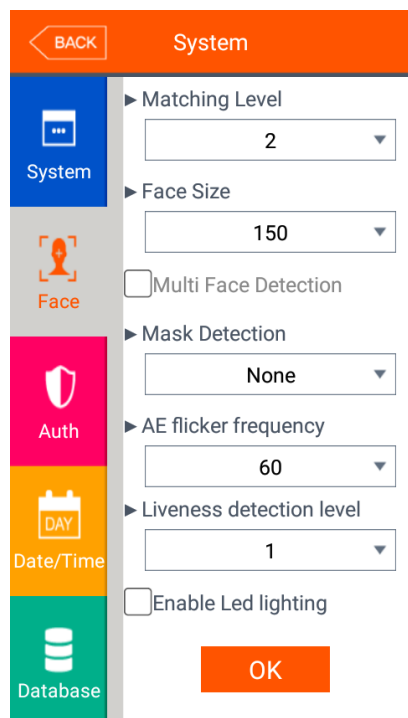 BACK
System
System
Face
Auth
DAY
Date/Time
Database
▶ Matching Level
2
▶ Face Size
150
Multi Face Detection
▶ Mask Detection
None
▶ AE flicker frequency
60
▶ Liveness detection level
1
Enable Led lighting
OK